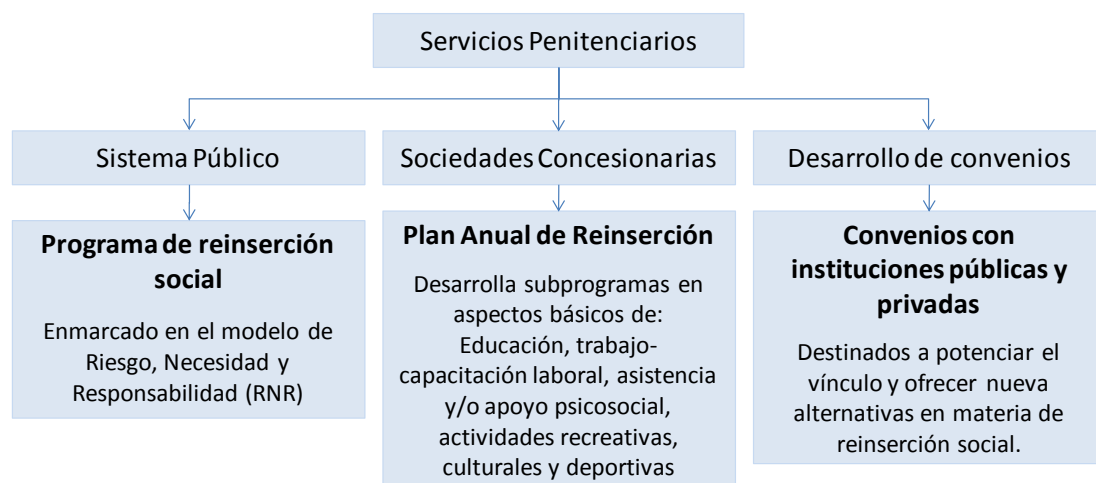 Servicios Penitenciarios
Sistema Público
Sociedades Concesionarias
Desarrollo de convenios
Programa de reinserción
social
Enmarcado en el modelo de
Riesgo, Necesidad y
Responsabilidad (RNR)
Plan Anual de Reinserción
Desarrolla subprogramas en
aspectos básicos de:
Educación, trabajo-
capacitación laboral, asistencia
y/o apoyo psicosocial,
actividades recreativas,
culturales y deportivas
Convenios con
instituciones públicas y
privadas
Destinados a potenciar el
vínculo y ofrecer nueva
alternativas en materia de
reinserción social.